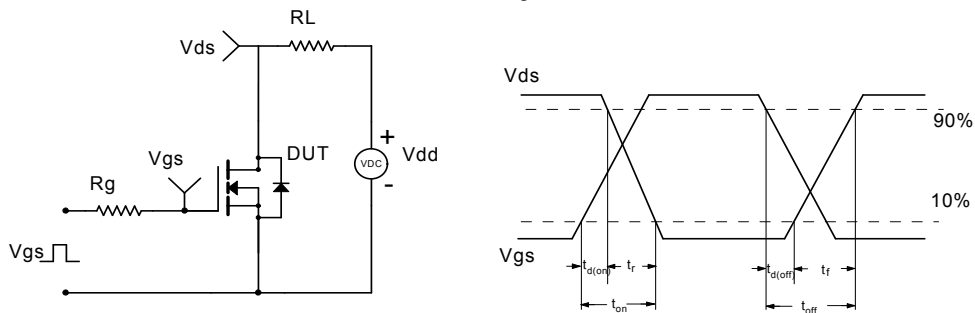 RL
Vds
DUT
Vgs
Rg
+
VDC
Vdd
-
Vgs
Vds
90%
10%
Vgs
td(on)
tr
ton
td(off)
tf
toff